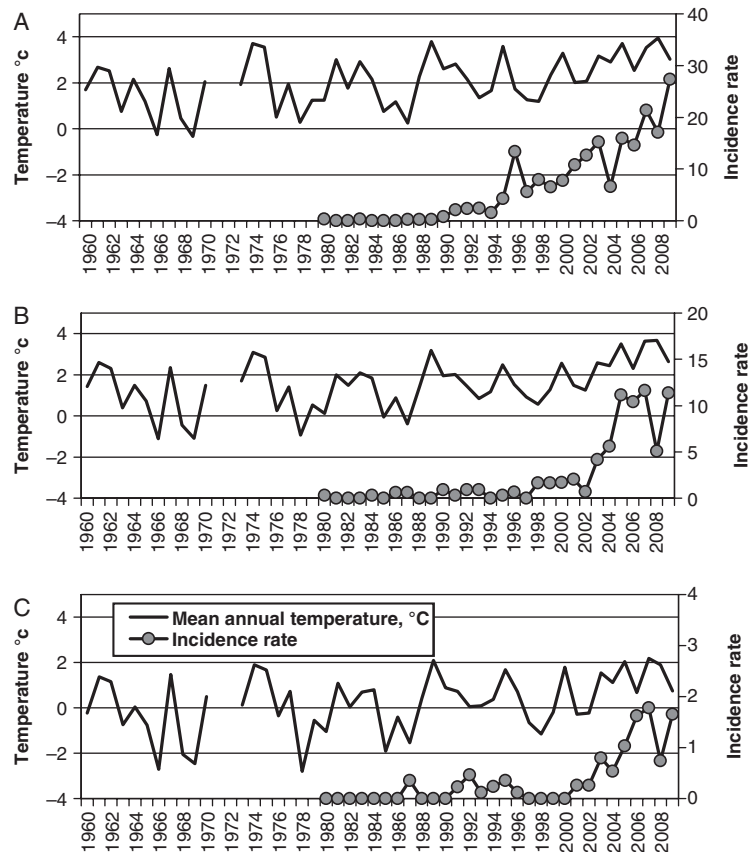 A
Temperature °c
4
2
0
−2
−4
40
30
20
10
0
Incidence rate
1960 1962 1964 1966 1968 1970 1972 1974 1976 1978 1980 1982 1984 1986 1988 1990 1992 1994 1996 1998 2000 2002 2004 2006 2008
B
Temperature °c
4
2
0
−2
−4
20
15
10
5
0
Incidence rate
1960 1962 1964 1966 1968 1970 1972 1974 1976 1978 1980 1982 1984 1986 1988 1990 1992 1994 1996 1998 2000 2002 2004 2006 2008
C
Temperature °c
4
2
0
−2
−4
Mean annual temperature, °C
Incidence rate
4
3
2
1
0
Incidence rate
1960 1962 1964 1966 1968 1970 1972 1974 1976 1978 1980 1982 1984 1986 1988 1990 1992 1994 1996 1998 2000 2002 2004 2006 2008